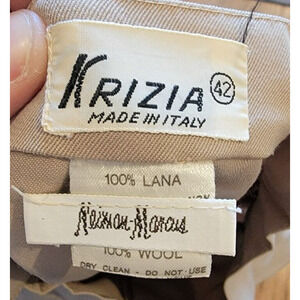 KRIZIA 42
MADE IN ITALY
100% LANA
Neiman-Marcus
100% WOOL
DRY CLEAN - DO NOT USE